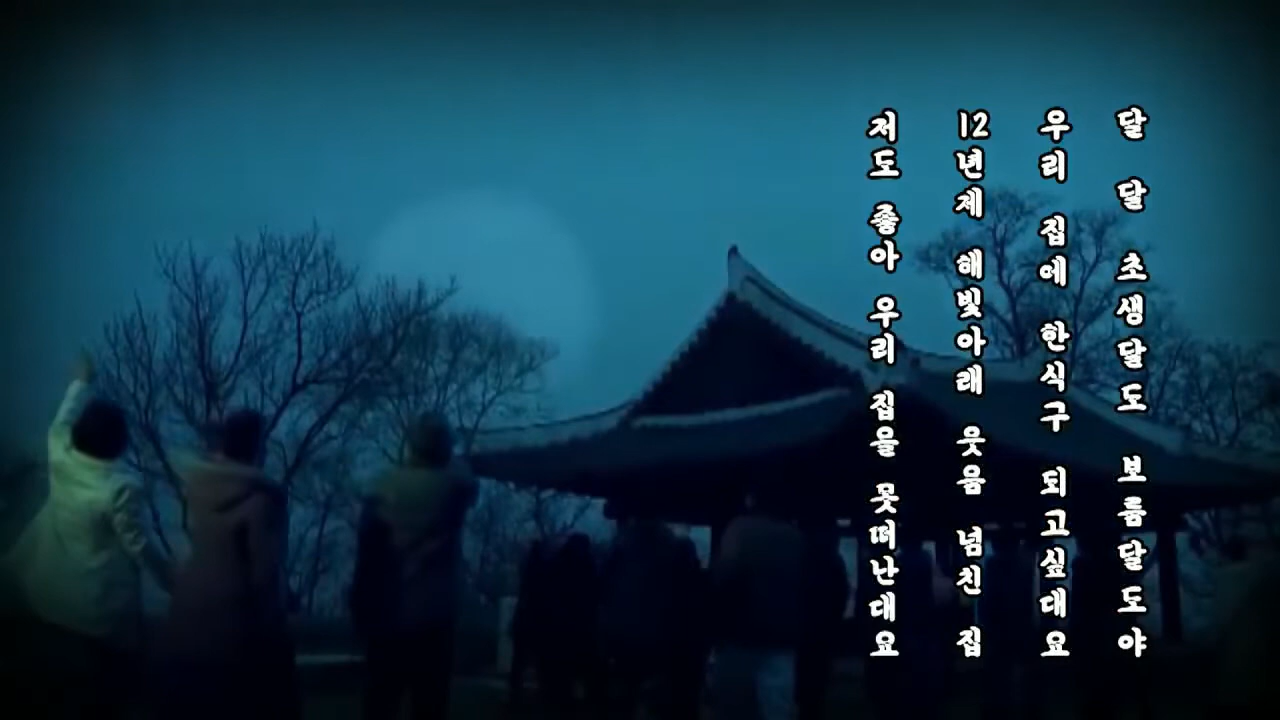 달 달 초생달도 보름달도야
우리 집에 한식구 되고싶대요
12년제 해빛아래 웃음 넘친 집
저도 좋아 우리 집을 못떠난대요